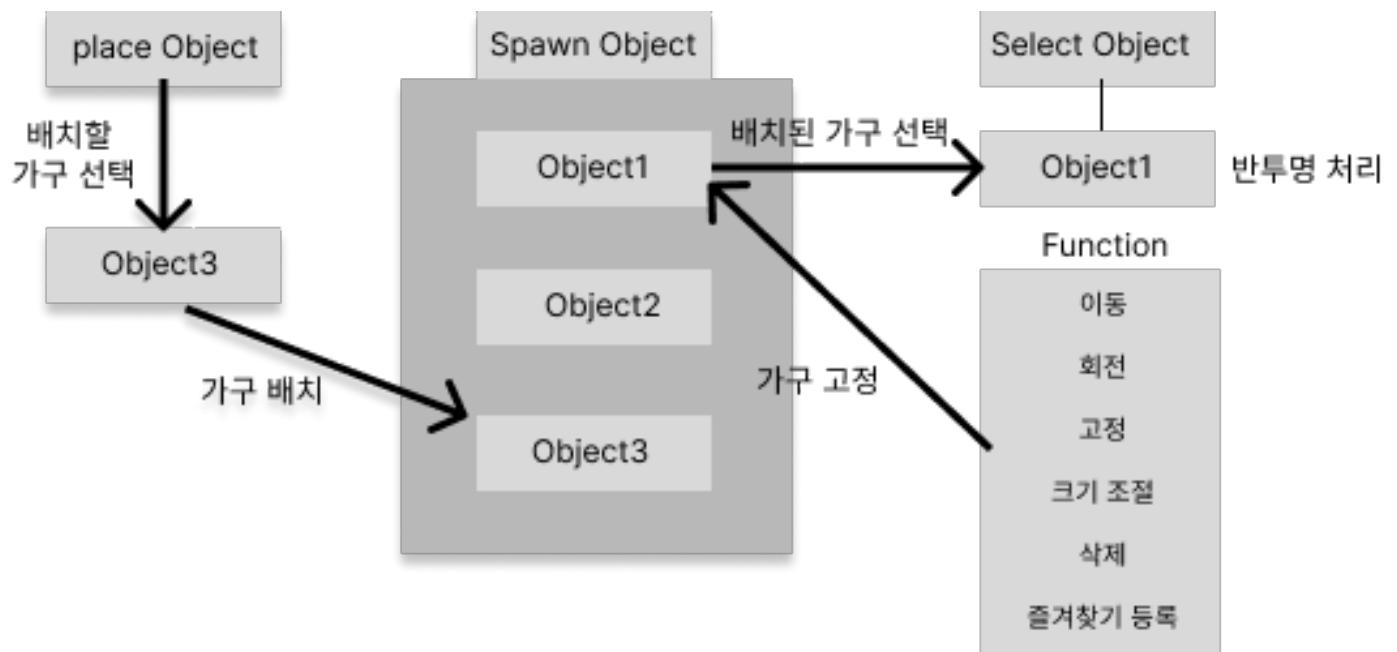 place Object
배치할
가구 선택
Object3
가구 배치
Spawn Object
Object1
Object2
Object3
배치된 가구 선택
가구 고정
Select Object
Object1
반투명 처리
Function
이동
회전
고정
크기 조절
삭제
즐겨찾기 등록